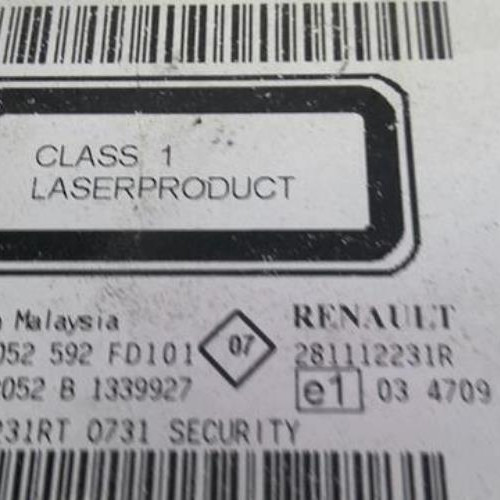 CLASS 1
LASERPRODUCT
Malaysia
052 592 FD101
07
RENAULT
281112231R
052 B 1339927
e1 03 4709
231RT 0731 SECURITY